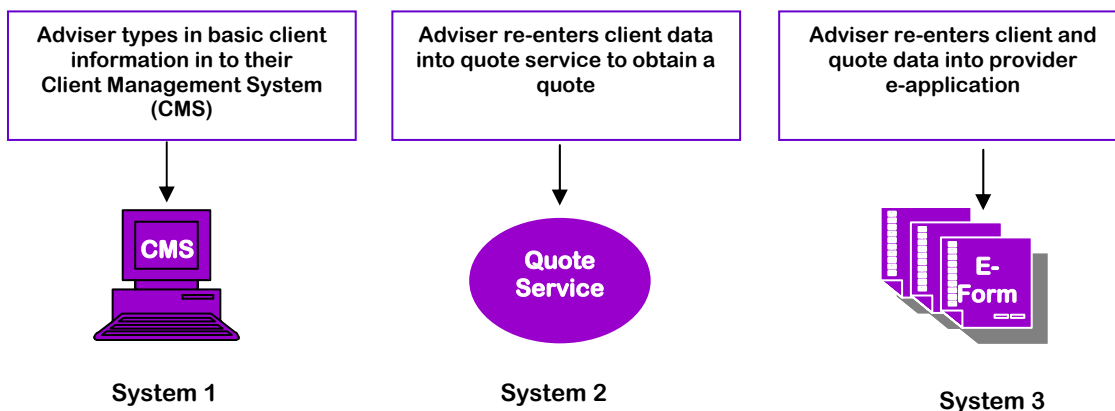 Adviser types in basic client
information in to their
Client Management System
(CMS)
Adviser re-enters client data
into quote service to obtain a
quote
Adviser re-enters client and
quote data into provider
e-application
CMS
Quote
Service
E-
Form
System 1
System 2
System 3